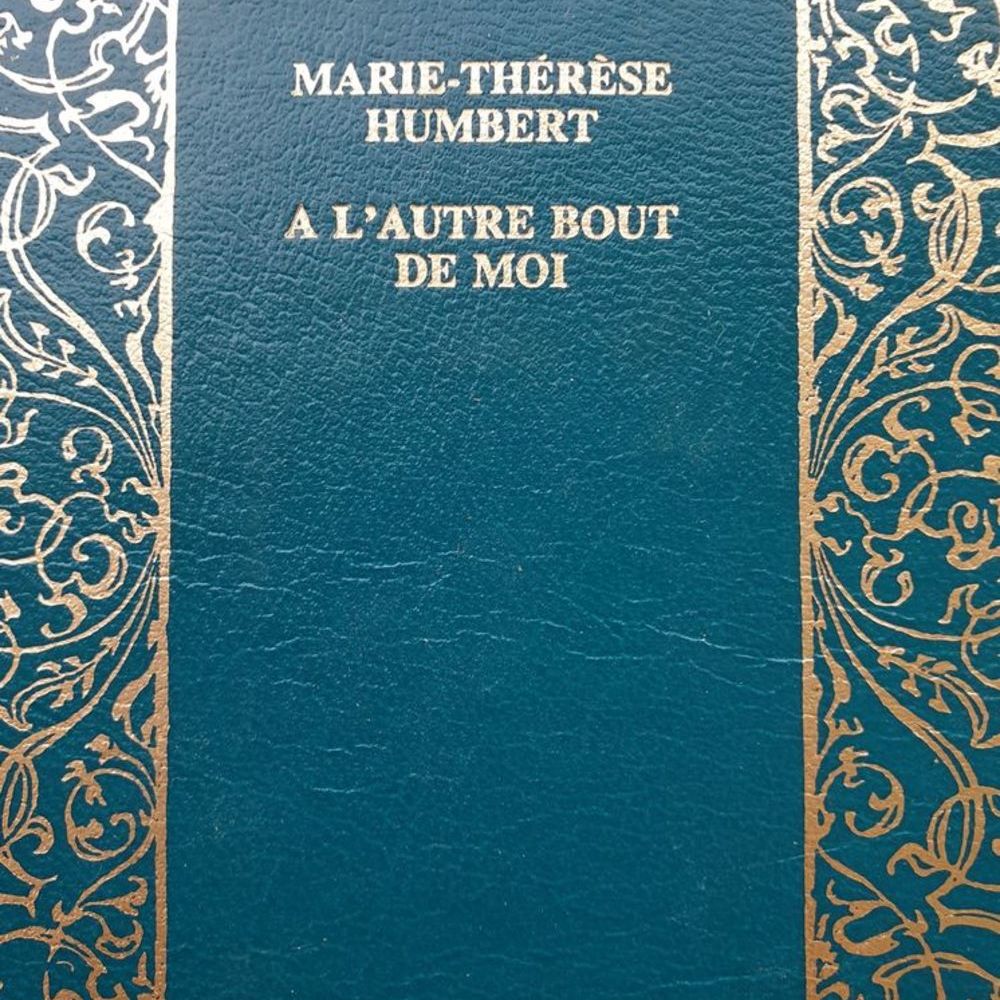 MARIE-THÉRÈSE
HUMBERT
A L'AUTRE BOUT
DE MOI